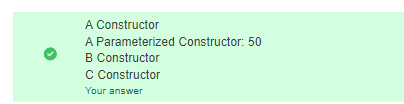 A Constructor
A Parameterized Constructor: 50
B Constructor
C Constructor
Your answer